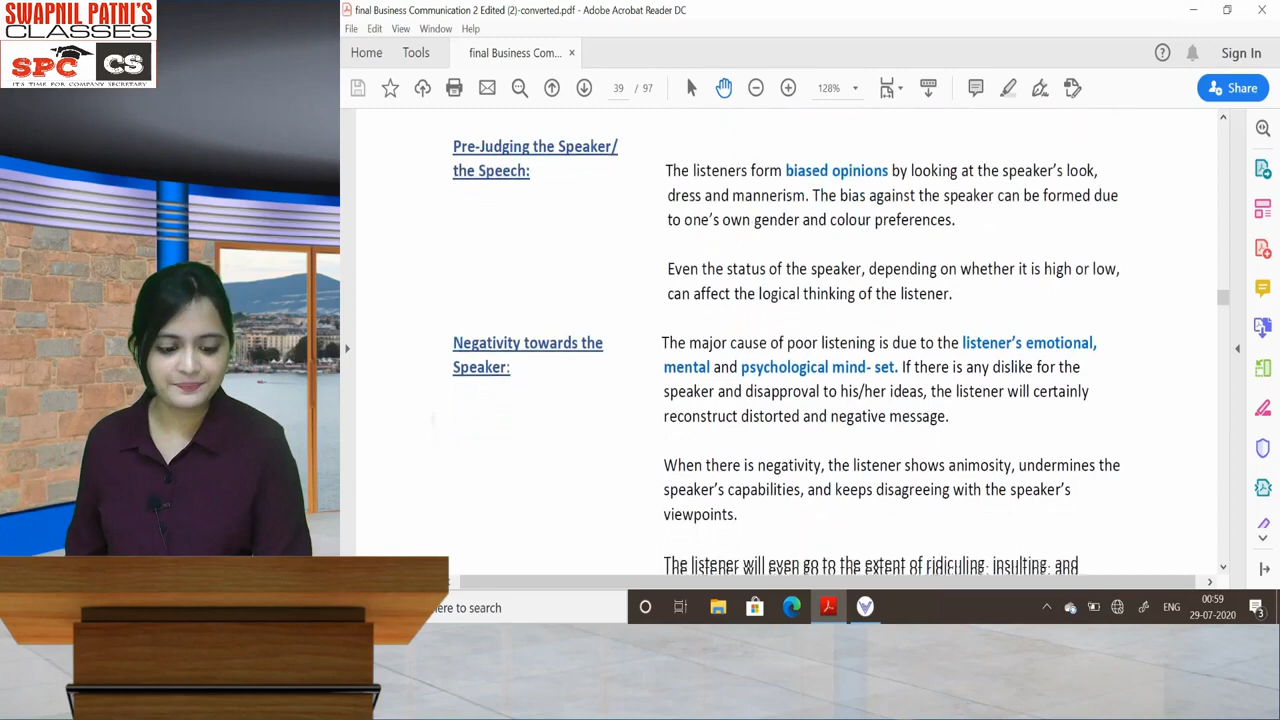 SWAPNIL PATNI'S
CLASSES
SPC CS
IT'S TIME FOR COMPANY SECRETARY
final Business Communication 2 Edited (2)-converted.pdf - Adobe Acrobat Reader DC
File Edit View Window Help
Home Tools final Business Com... × Sign In
39 / 97 128% Share
Pre-Judging the Speaker/
the Speech:
The listeners form biased opinions by looking at the speaker's look,
dress and mannerism. The bias against the speaker can be formed due
to one's own gender and colour preferences.
Even the status of the speaker, depending on whether it is high or low,
can affect the logical thinking of the listener.
Negativity towards the
Speaker:
The major cause of poor listening is due to the listener's emotional,
mental and psychological mind- set. If there is any dislike for the
speaker and disapproval to his/her ideas, the listener will certainly
reconstruct distorted and negative message.
When there is negativity, the listener shows animosity, undermines the
speaker's capabilities, and keeps disagreeing with the speaker's
viewpoints.
The listener will even go to the extent of ridiculing, insulting, and
ere to search
ENG
00:59
29-07-2020
3